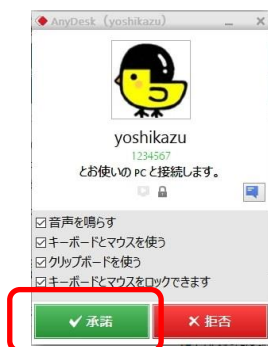 AnyDesk (yoshikazu)
yoshikazu
1234567
とお使いの PC と接続します。
音声を鳴らす
キーボードとマウスを使う
クリップボードを使う
キーボードとマウスをロックできます
承諾
拒否